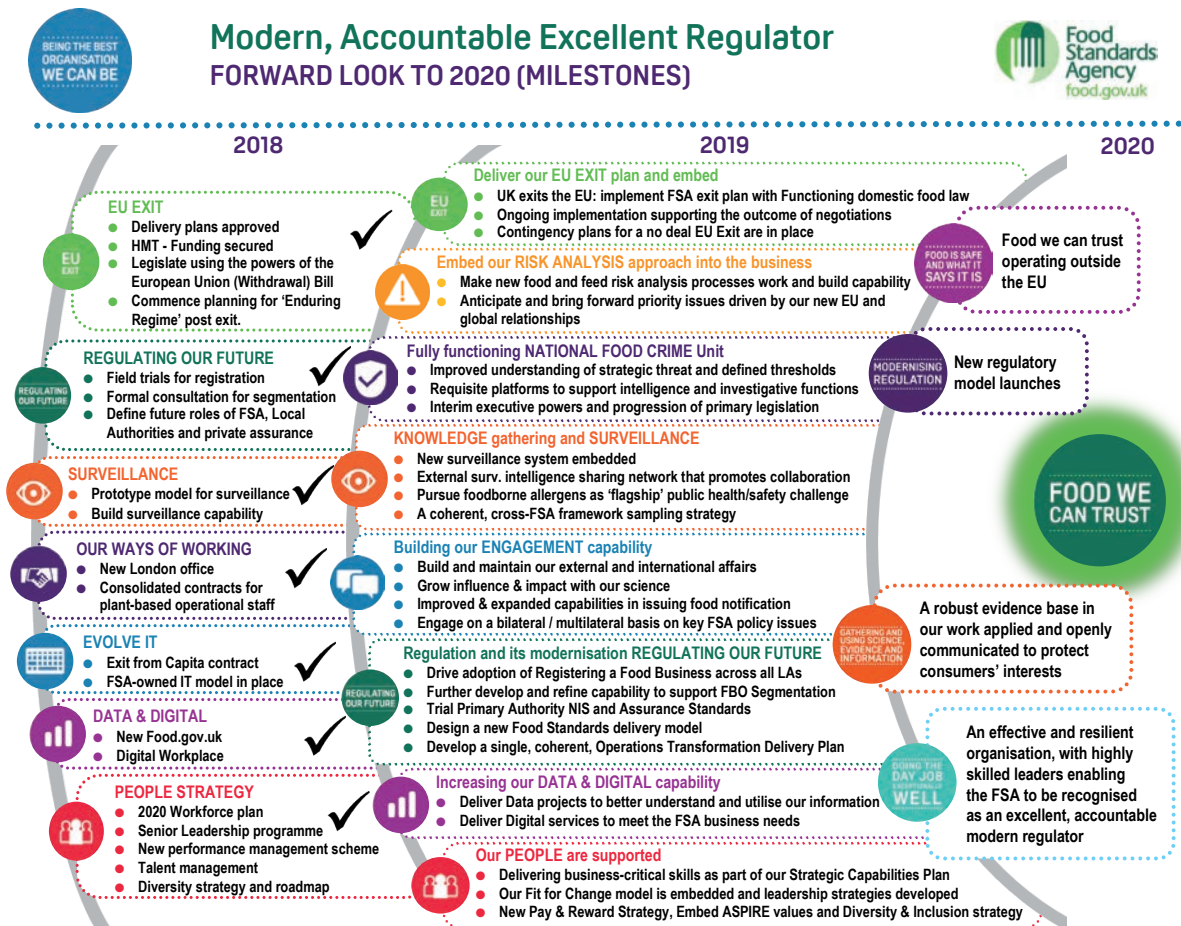 BEING THE BEST
ORGANISATION
WE CAN BE
Modern, Accountable Excellent Regulator
FORWARD LOOK TO 2020 (MILESTONES)
Food
Standards
Agency
food.gov.uk
2018
2019
2020
EU
EXIT
EU EXIT
Delivery plans approved
HMT - Funding secured
Legislate using the powers of the
European Union (Withdrawal) Bill
Commence planning for ‘Enduring
Regime’ post exit.
REGULATING
OUR FUTURE
REGULATING OUR FUTURE
Field trials for registration
Formal consultation for segmentation
Define future roles of FSA, Local
Authorities and private assurance
SURVEILLANCE
Prototype model for surveillance
Build surveillance capability
OUR WAYS OF WORKING
New London office
Consolidated contracts for
plant-based operational staff
EVOLVE IT
Exit from Capita contract
FSA-owned IT model in place
DATA & DIGITAL
New Food.gov.uk
Digital Workplace
PEOPLE STRATEGY
2020 Workforce plan
Senior Leadership programme
New performance management scheme
Talent management
Diversity strategy and roadmap
EU
EXIT
Deliver our EU EXIT plan and embed
UK exits the EU: implement FSA exit plan with Functioning domestic food law
Ongoing implementation supporting the outcome of negotiations
Contingency plans for a no deal EU Exit are in place
Embed our RISK ANALYSIS approach into the business
Make new food and feed risk analysis processes work and build capability
Anticipate and bring forward priority issues driven by our new EU and
global relationships
Fully functioning NATIONAL FOOD CRIME Unit
Improved understanding of strategic threat and defined thresholds
Requisite platforms to support intelligence and investigative functions
Interim executive powers and progression of primary legislation
KNOWLEDGE gathering and SURVEILLANCE
New surveillance system embedded
External surv. intelligence sharing network that promotes collaboration
Pursue foodborne allergens as ‘flagship’ public health/safety challenge
A coherent, cross-FSA framework sampling strategy
Building our ENGAGEMENT capability
Build and maintain our external and international affairs
Grow influence & impact with our science
Improved & expanded capabilities in issuing food notification
Engage on a bilateral / multilateral basis on key FSA policy issues
REGULATING
OUR FUTURE
Regulation and its modernisation REGULATING OUR FUTURE
Drive adoption of Registering a Food Business across all LAs
Further develop and refine capability to support FBO Segmentation
Trial Primary Authority NIS and Assurance Standards
Design a new Food Standards delivery model
Develop a single, coherent, Operations Transformation Delivery Plan
Increasing our DATA & DIGITAL capability
Deliver Data projects to better understand and utilise our information
Deliver Digital services to meet the FSA business needs
Our PEOPLE are supported
Delivering business-critical skills as part of our Strategic Capabilities Plan
Our Fit for Change model is embedded and leadership strategies developed
New Pay & Reward Strategy, Embed ASPIRE values and Diversity & Inclusion strategy
FOOD IS SAFE
AND WHAT IT
SAYS IT IS
Food we can trust
operating outside
the EU
MODERNISING
REGULATION
New regulatory
model launches
FOOD WE
CAN TRUST
GATHERING AND
USING SCIENCE,
EVIDENCE AND
INFORMATION
A robust evidence base in
our work applied and openly
communicated to protect
consumers’ interests
DOING THE
DAY JOB
EXCEPTIONALLY
WELL
An effective and resilient
organisation, with highly
skilled leaders enabling
the FSA to be recognised
as an excellent, accountable
modern regulator